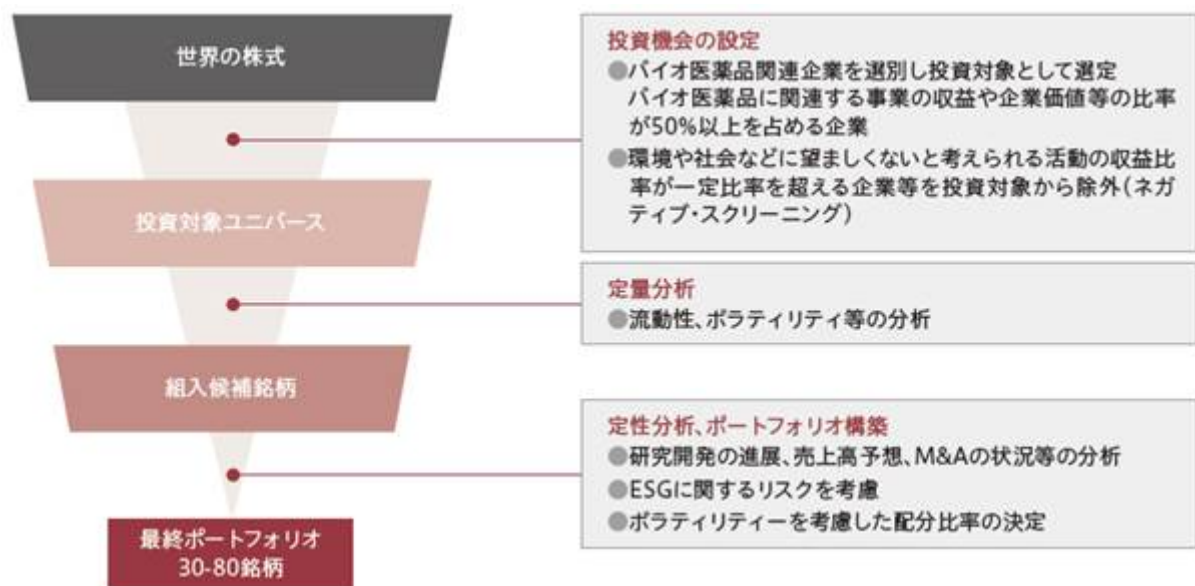 世界の株式
投資機会の設定
●バイオ医薬品関連企業を選別し投資対象として選定
バイオ医薬品に関連する事業の収益や企業価値等の比率
が50%以上を占める企業
●環境や社会などに望ましくないと考えられる活動の収益比
率が一定比率を超える企業等を投資対象から除外(ネガ
ティブ・スクリーニング)
投資対象ユニバース
定量分析
●流動性、ボラティリティ等の分析
組入候補銘柄
定性分析、ポートフォリオ構築
●研究開発の進展、売上高予想、M&Aの状況等の分析
●ESGに関するリスクを考慮
●ボラティリティーを考慮した配分比率の決定
最終ポートフォリオ
30-80銘柄